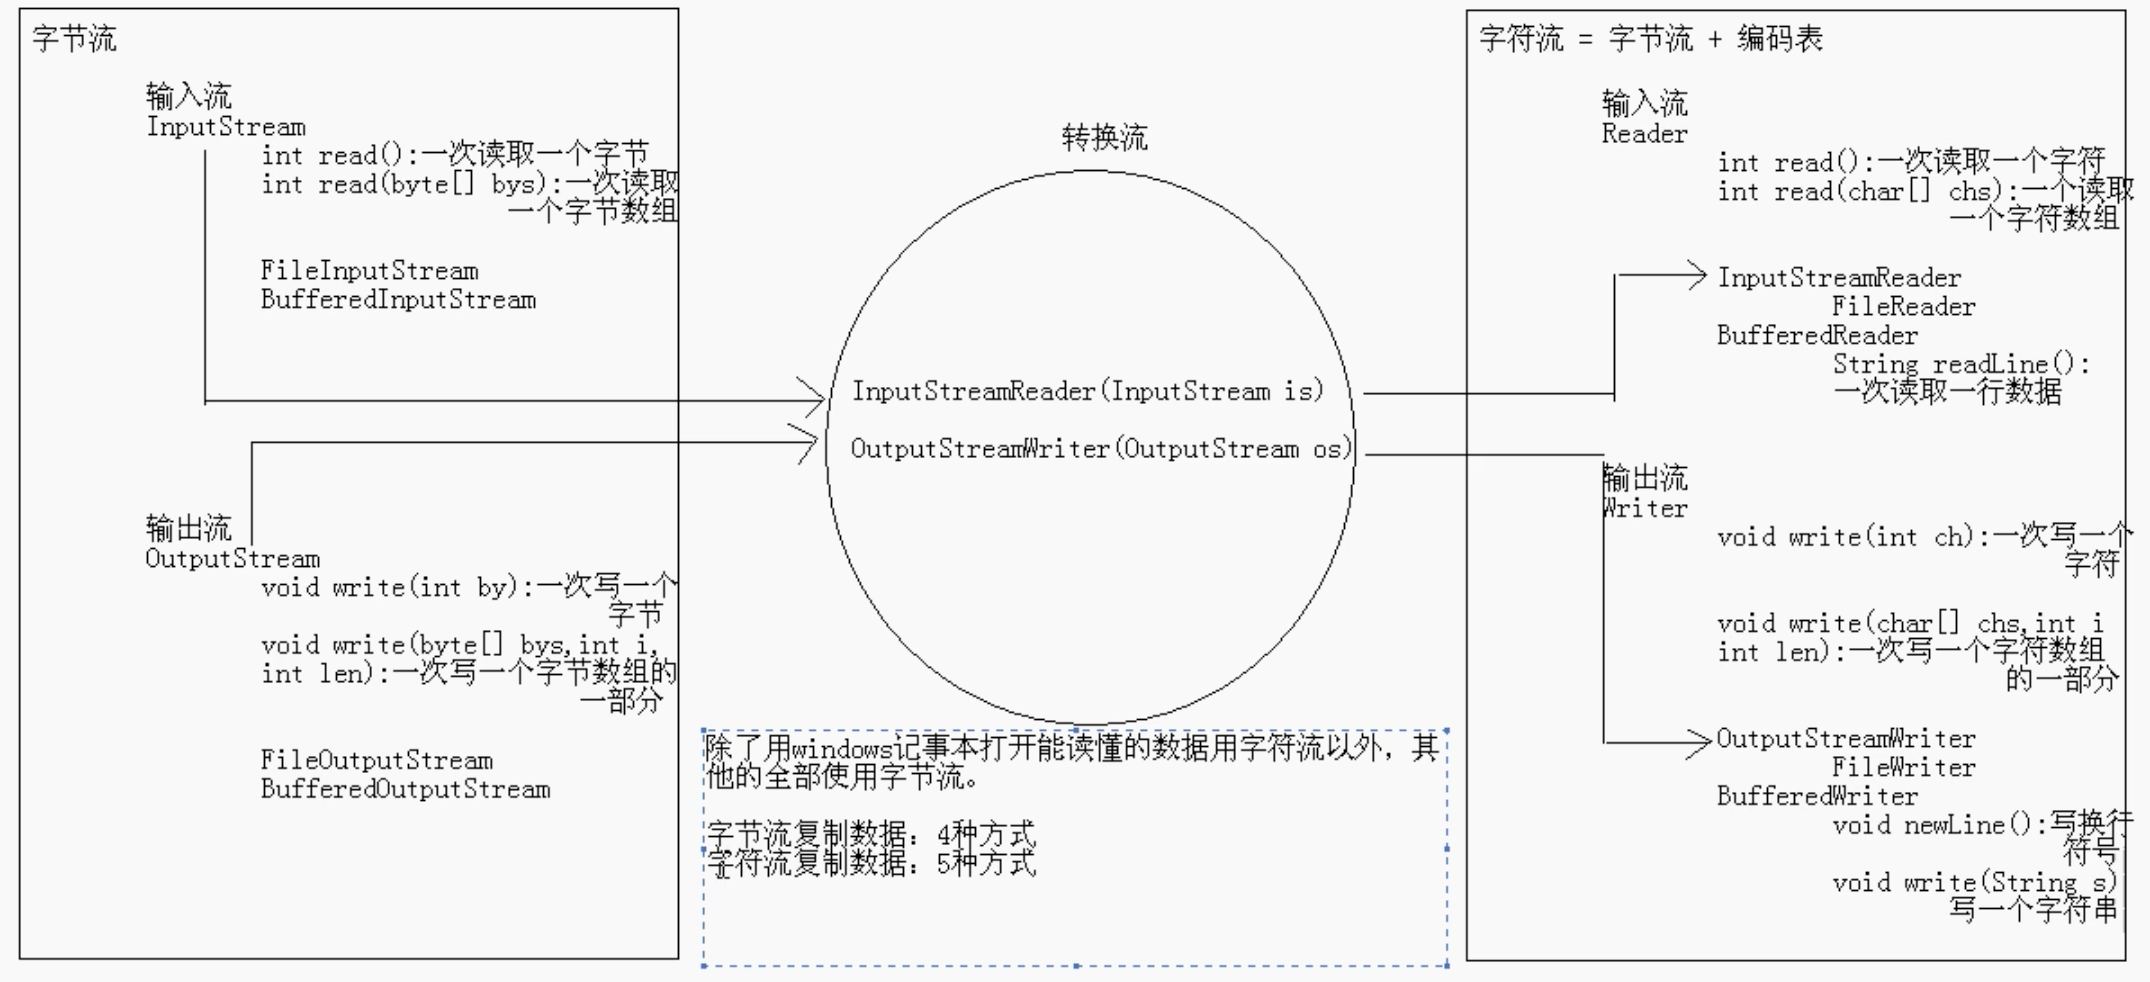 字节流
输入流
InputStream
int read():一次读取一个字节
int read(byte[] bys):一次读取
一个字节数组
FileInputStream
BufferedInputStream
输出流
OutputStream
void write(int by):一次写一个
字节
void write(byte[] bys,int i,
int len):一次写一个字节数组的
一部分
FileOutputStream
BufferedOutputStream
转换流
InputStreamReader(InputStream is)
OutputStreamWriter(OutputStream os)
除了用windows记事本打开能读懂的数据用字符流以外，其
他的全部使用字节流。
字节流复制数据：4种方式
字符流复制数据：5种方式
字符流 = 字节流 + 编码表
输入流
Reader
int read():一次读取一个字符
int read(char[] chs):一个读取
一个字符数组
InputStreamReader
FileReader
BufferedReader
String readLine():
一次读取一行数据
输出流
Writer
void write(int ch):一次写一个
字符
void write(char[] chs,int i
int len):一次写一个字符数组
的一部分
OutputStreamWriter
FileWriter
BufferedWriter
void newLine():写换行
符号
void write(String s)
写一个字符串